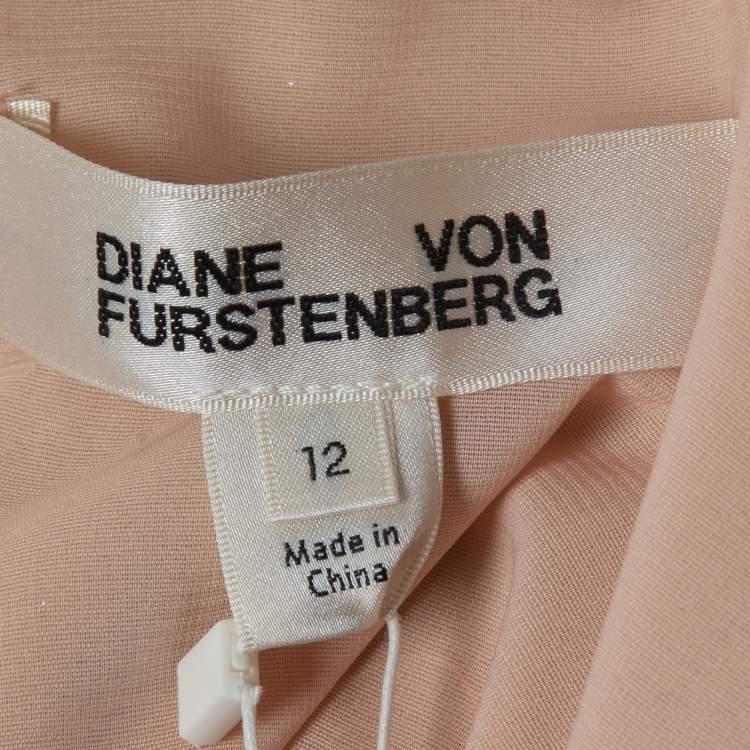 DIANE VON
FURSTENBERG
12
Made in
China